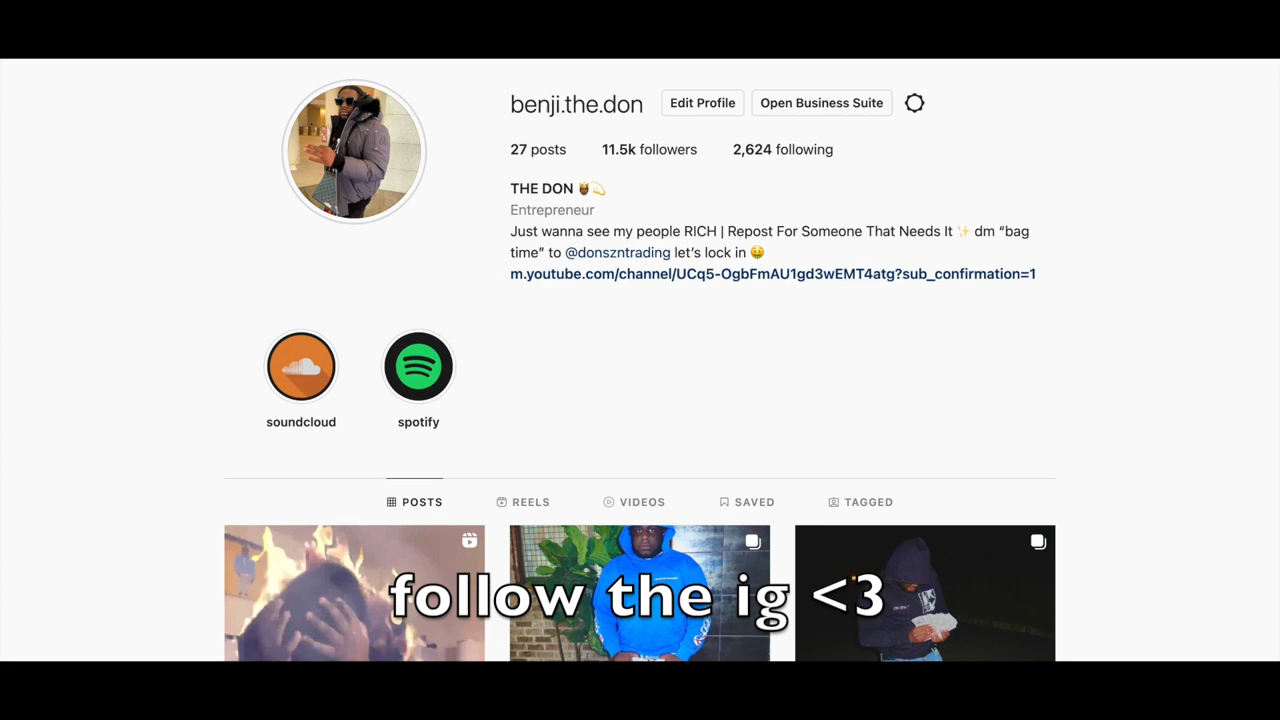 benji.the.don Edit Profile Open Business Suite
27 posts 11.5k followers 2,624 following
THE DON
Entrepreneur
Just wanna see my people RICH | Repost For Someone That Needs It ✨ dm “bag
time” to @donszntrading let’s lock in 🤑
m.youtube.com/channel/UCq5-OgbFmAU1gd3wEMT4atg?sub_confirmation=1
soundcloud spotify
POSTS REELS VIDEOS SAVED TAGGED
follow the ig <3